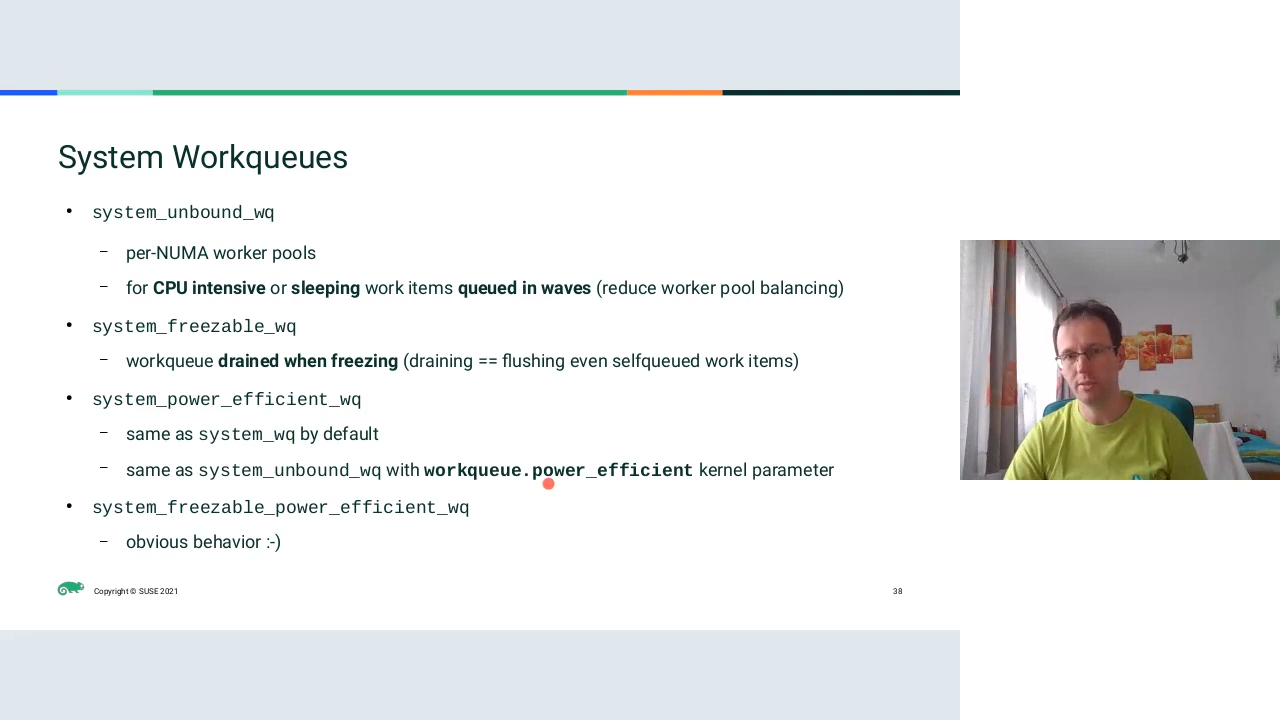 System Workqueues
• system_unbound_wq
– per-NUMA worker pools
– for CPU intensive or sleeping work items queued in waves (reduce worker pool balancing)
• system_freezable_wq
– workqueue drained when freezing (draining == flushing even selfqueued work items)
• system_power_efficient_wq
– same as system_wq by default
– same as system_unbound_wq with workqueue.power_efficient kernel parameter
• system_freezable_power_efficient_wq
– obvious behavior :-)
Copyright © SUSE 2021
38